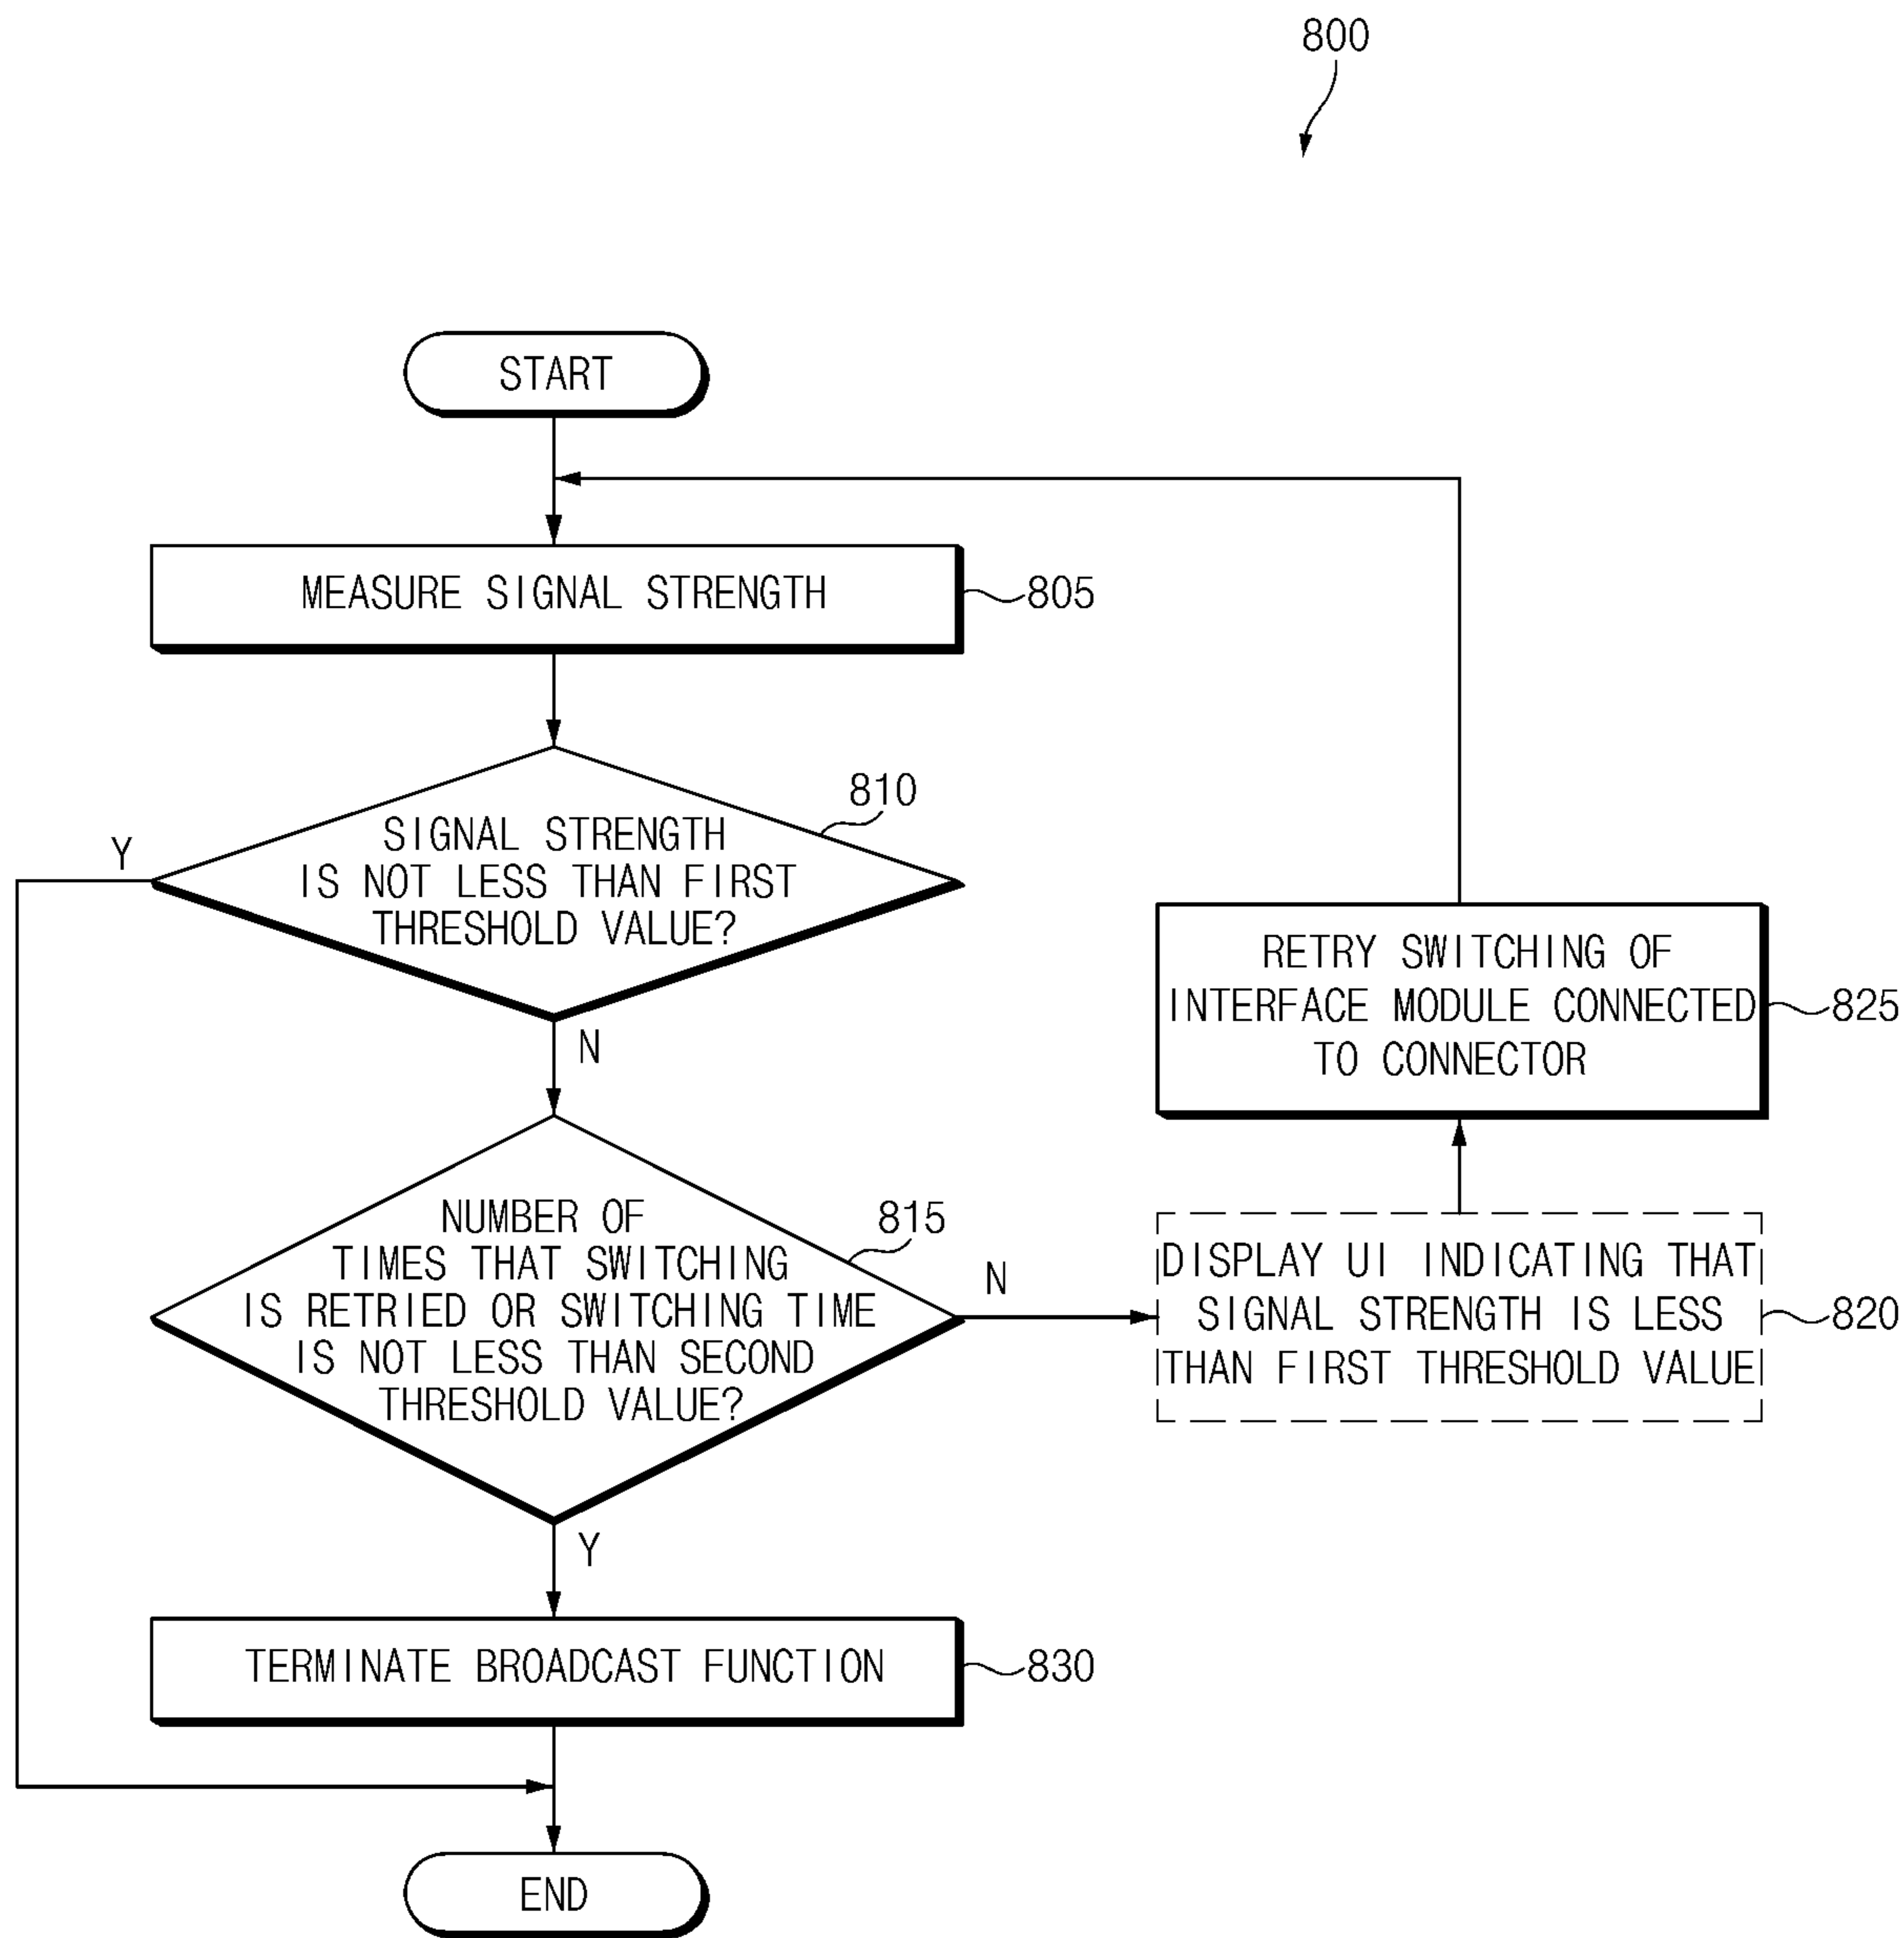 800
START
MEASURE SIGNAL STRENGTH
805
810
SIGNAL STRENGTH
IS NOT LESS THAN FIRST
THRESHOLD VALUE?
Y
N
RETRY SWITCHING OF
INTERFACE MODULE CONNECTED
TO CONNECTOR
825
815
NUMBER OF
TIMES THAT SWITCHING
IS RETRIED OR SWITCHING TIME
IS NOT LESS THAN SECOND
THRESHOLD VALUE?
N
DISPLAY UI INDICATING THAT
SIGNAL STRENGTH IS LESS
THAN FIRST THRESHOLD VALUE
820
Y
TERMINATE BROADCAST FUNCTION
830
END